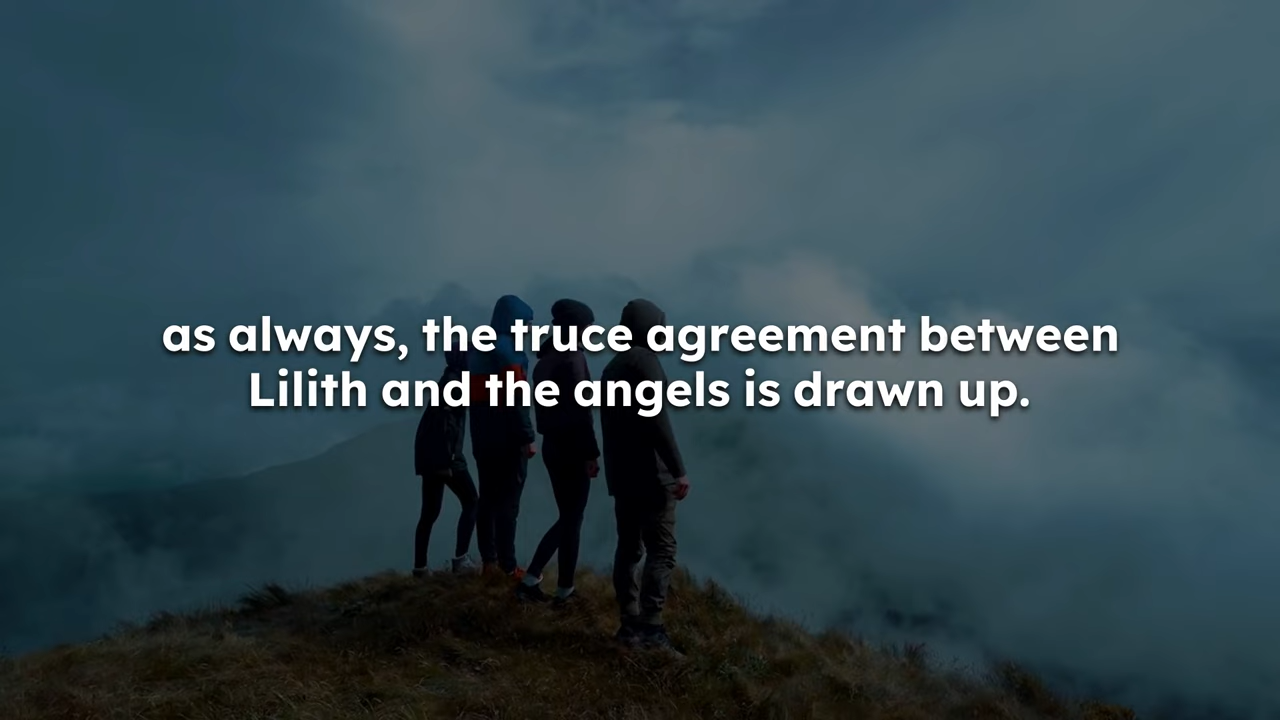 as always, the truce agreement between
Lilith and the angels is drawn up.